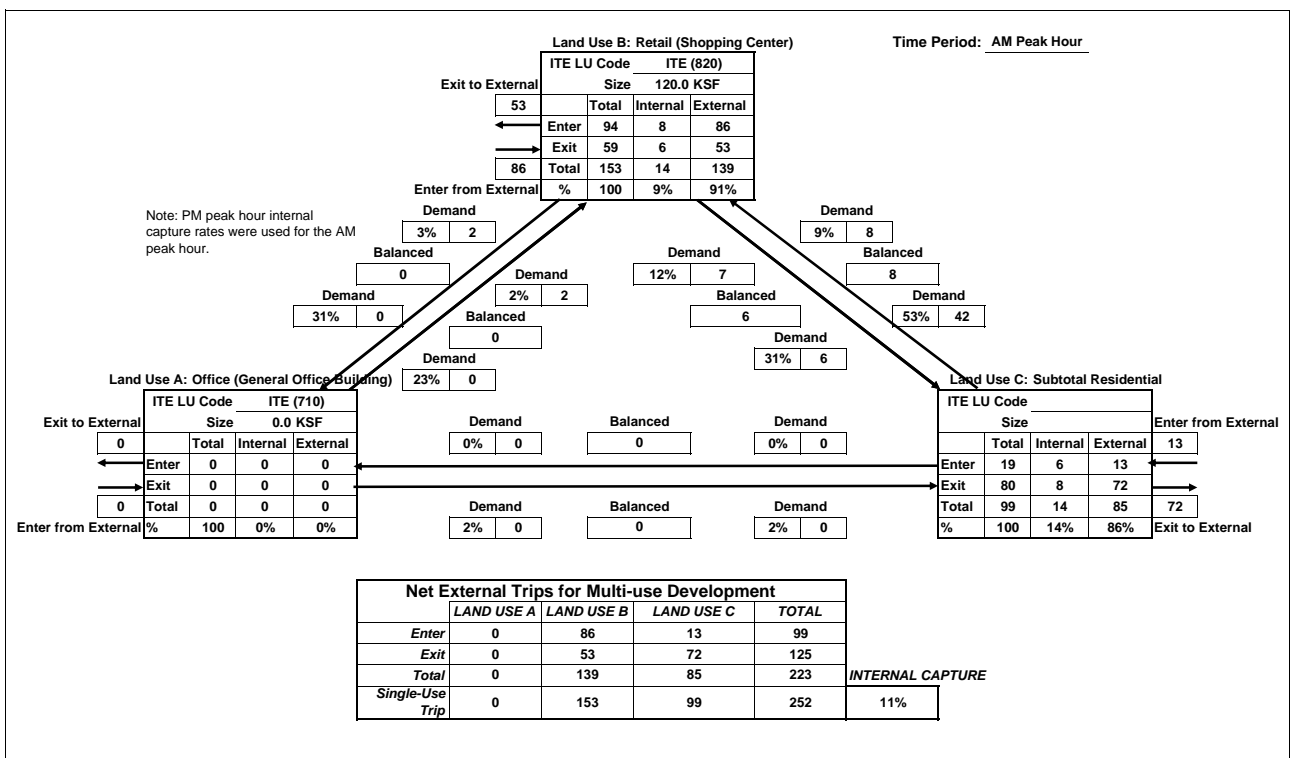 Land Use B: Retail (Shopping Center)
Time Period: AM Peak Hour
ITE LU Code ITE (820)
Exit to External Size 120.0 KSF
53 Total Internal External
Enter 94 8 86
Exit 59 6 53
86 Total 153 14 139
Enter from External % 100 9% 91%
Note: PM peak hour internal
capture rates were used for the AM
peak hour.
Demand
3% 2
Balanced
0
Demand
31% 0
Demand
2% 2
Balanced
0
Demand
23% 0
Demand
12% 7
Balanced
6
Demand
31% 6
Demand
9% 8
Balanced
8
Demand
53% 42
Land Use A: Office (General Office Building)
ITE LU Code ITE (710)
Exit to External Size 0.0 KSF
0 Total Internal External
Enter 0 0 0
Exit 0 0 0
0 Total 0 0 0
Enter from External % 100 0% 0%
Demand Balanced Demand
0% 0 0 0% 0
Demand Balanced Demand
2% 0 0 2% 0
Land Use C: Subtotal Residential
ITE LU Code
Size Enter from External
Total Internal External 13
Enter 19 6 13
Exit 80 8 72
Total 99 14 85 72
% 100 14% 86% Exit to External
Net External Trips for Multi-use Development
LAND USE A LAND USE B LAND USE C TOTAL
Enter 0 86 13 99
Exit 0 53 72 125
Total 0 139 85 223 INTERNAL CAPTURE
Single-Use
Trip 0 153 99 252 11%